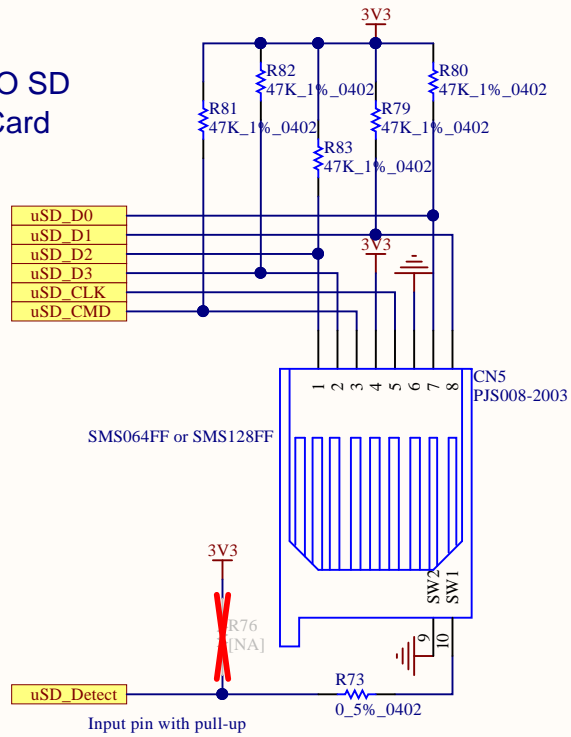 3V3
O SD
Card
R82
47K_1%_0402
R80
47K_1%_0402
R81
47K_1%_0402
R79
47K_1%_0402
R83
47K_1%_0402
uSD_D0
uSD_D1
uSD_D2
uSD_D3
uSD_CLK
uSD_CMD
3V3
1 2 3 4 5 6 7 8
CN5
PJS008-2003
SMS064FF or SMS128FF
SW2
SW1
3V3
9
10
R76
[NA]
R73
0_5%_0402
uSD_Detect
Input pin with pull-up